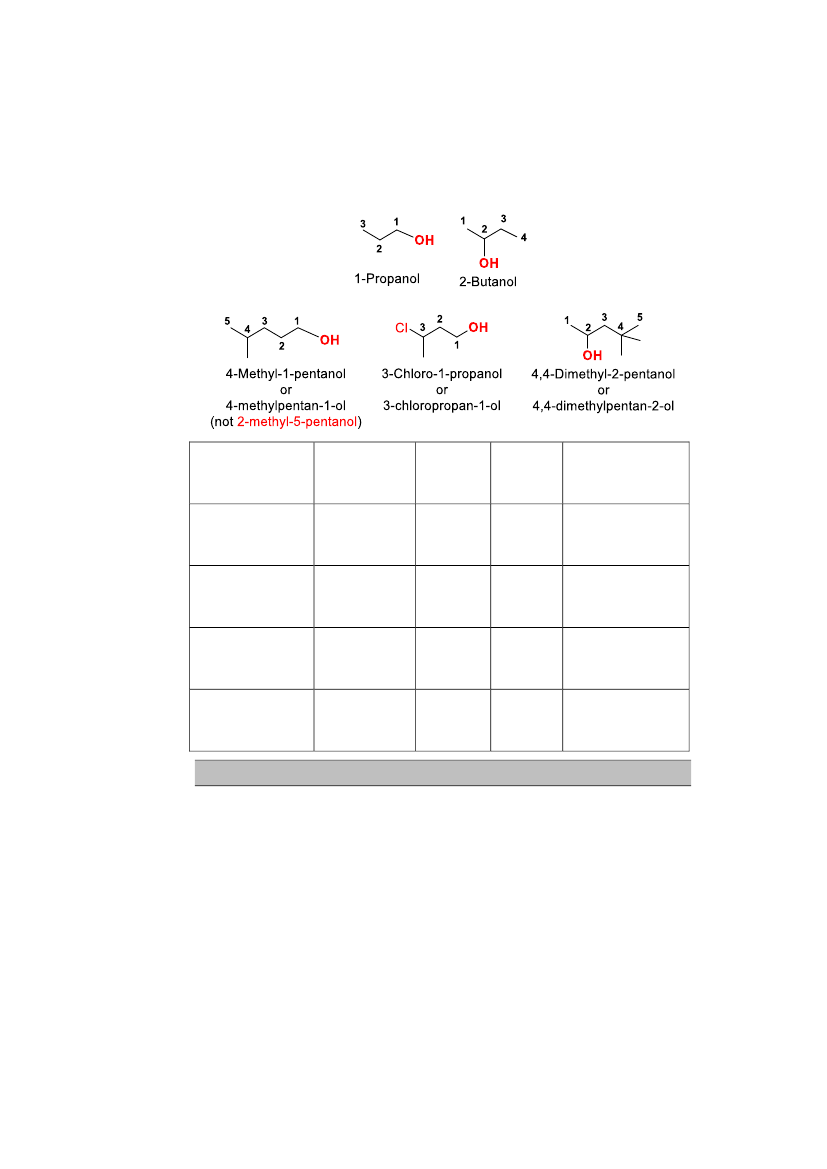 3 1 2 OH
1 2 3 4 OH
1-Propanol 2-Butanol
5 4 3 2 1 OH
Cl 3 2 1 OH
1 2 3 4 5 OH
4-Methyl-1-pentanol 3-Chloro-1-propanol 4,4-Dimethyl-2-pentanol
or or or
4-methylpentan-1-ol 3-chloropropan-1-ol 4,4-dimethylpentan-2-ol
(not 2-methyl-5-pentanol)